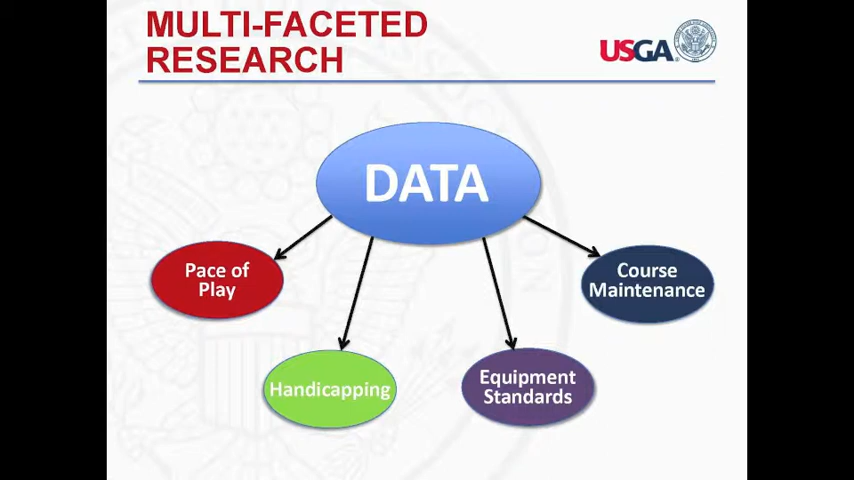 MULTI-FACETED
RESEARCH
USGA
DATA
Pace of
Play
Course
Maintenance
Handicapping
Equipment
Standards